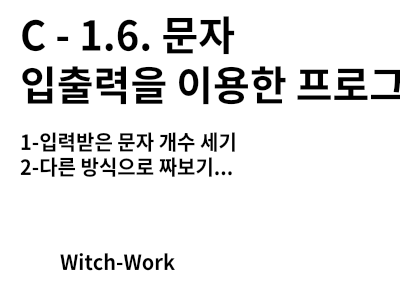 C - 1.6. 문자
입출력을 이용한 프로그
1-입력받은 문자 개수 세기
2-다른 방식으로 짜보기...
Witch-Work